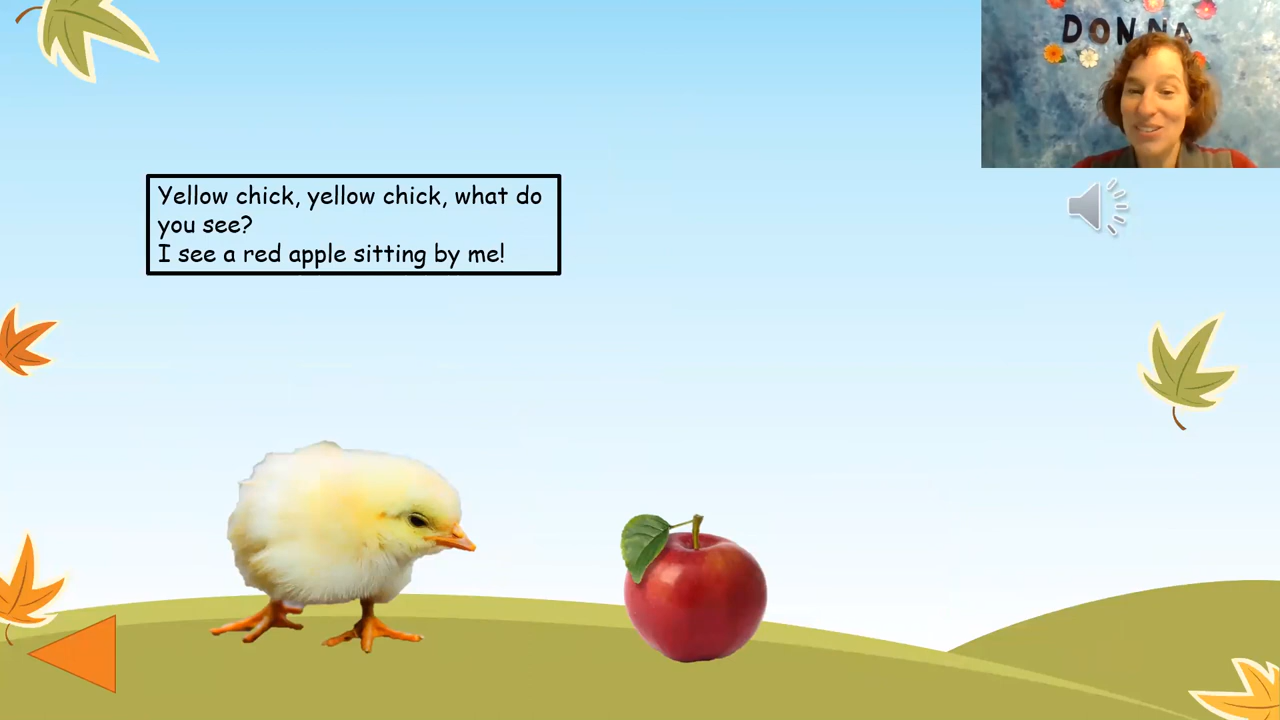 DONNA
Yellow chick, yellow chick, what do
you see?
I see a red apple sitting by me!